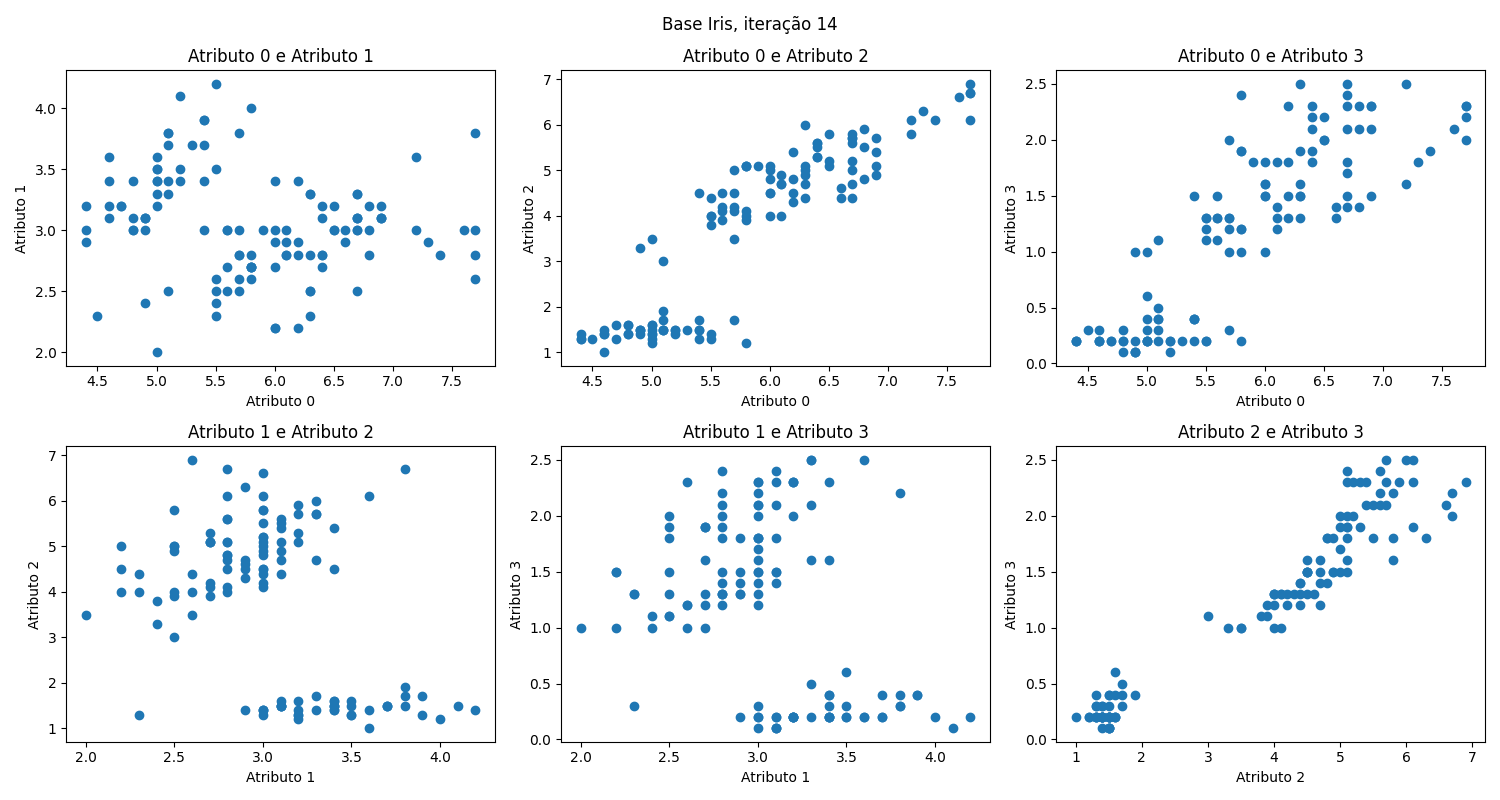 Base Iris, iteração 14
Atributo 0 e Atributo 1
Atributo 1
4.0
3.5
3.0
2.5
2.0
4.5 5.0 5.5 6.0 6.5 7.0 7.5
Atributo 0
Atributo 0 e Atributo 2
Atributo 2
7
6
5
4
3
2
1
4.5 5.0 5.5 6.0 6.5 7.0 7.5
Atributo 0
Atributo 0 e Atributo 3
Atributo 3
2.5
2.0
1.5
1.0
0.5
0.0
4.5 5.0 5.5 6.0 6.5 7.0 7.5
Atributo 0
Atributo 1 e Atributo 2
Atributo 2
7
6
5
4
3
2
1
2.0 2.5 3.0 3.5 4.0
Atributo 1
Atributo 1 e Atributo 3
Atributo 3
2.5
2.0
1.5
1.0
0.5
0.0
2.0 2.5 3.0 3.5 4.0
Atributo 1
Atributo 2 e Atributo 3
Atributo 3
2.5
2.0
1.5
1.0
0.5
0.0
1 2 3 4 5 6 7
Atributo 2